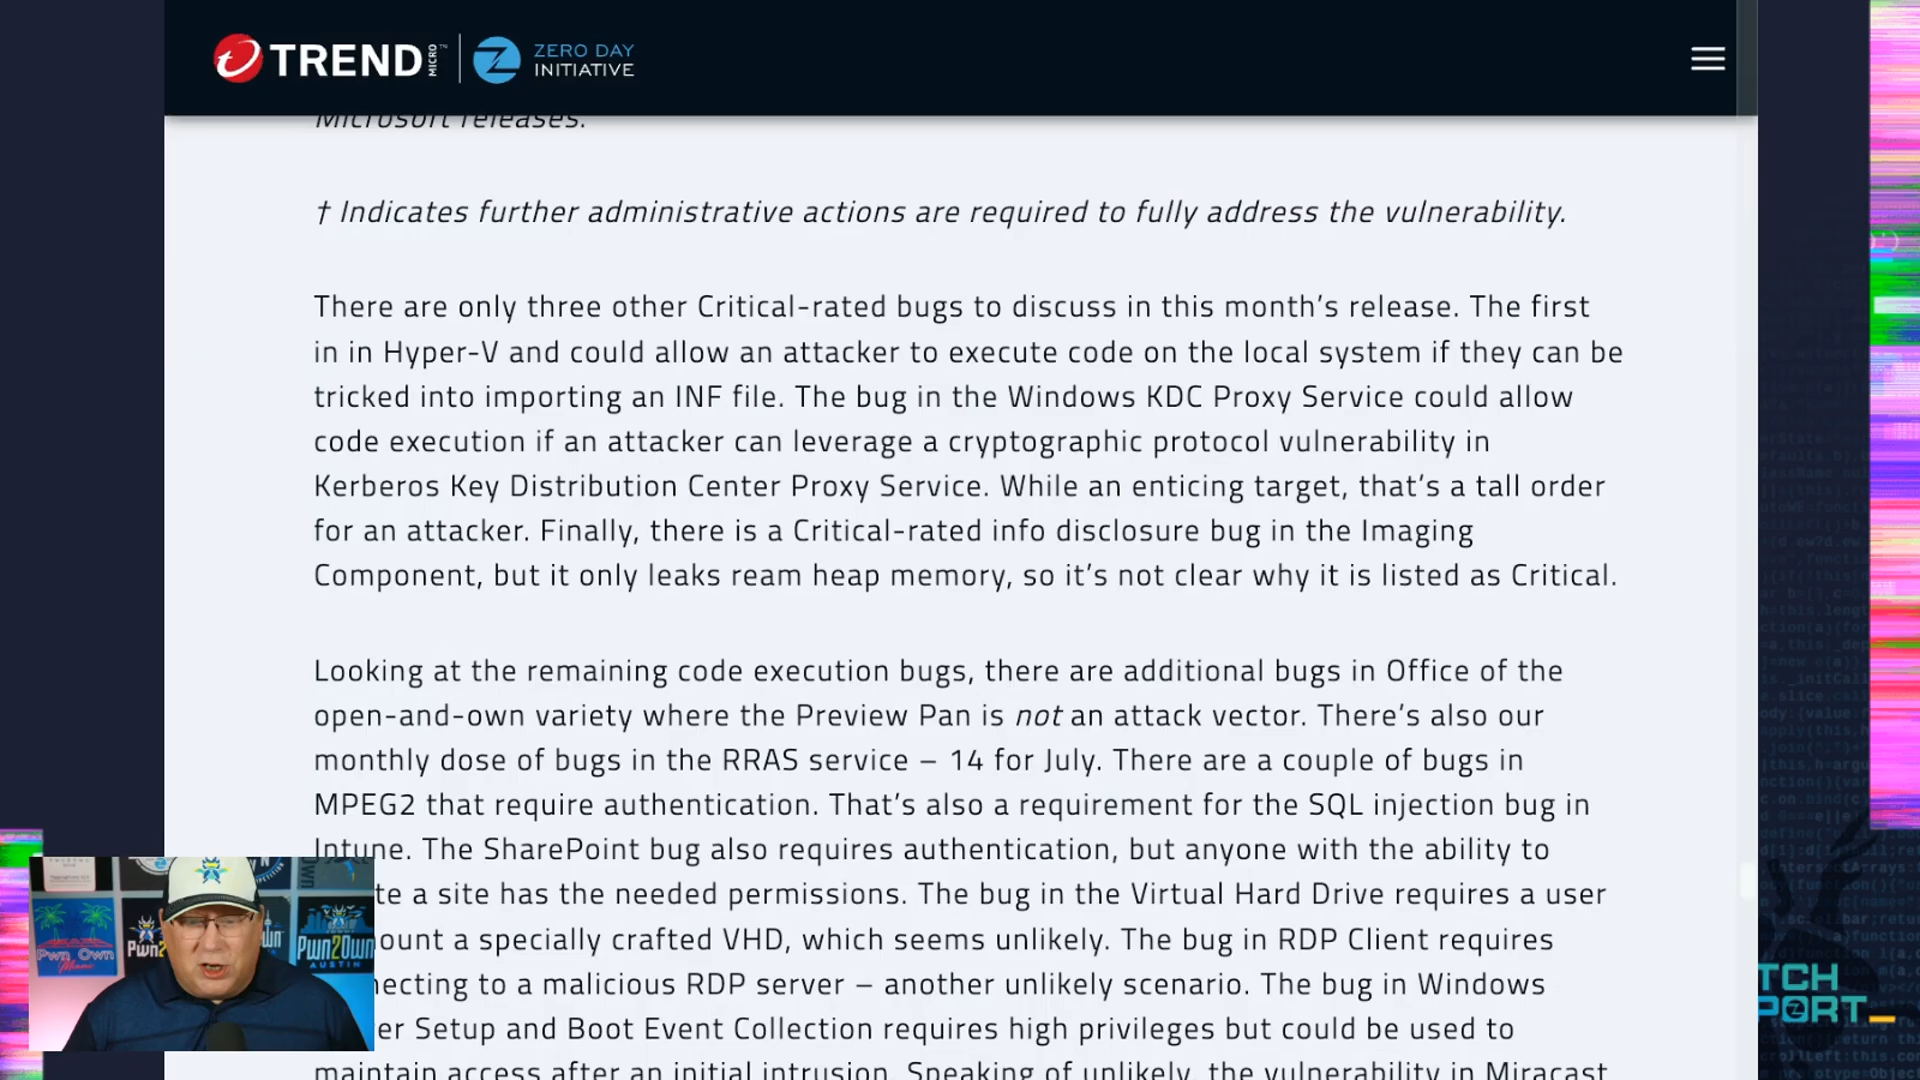 TREND MICRO
ZERO DAY
INITIATIVE
Microsoft releases.
† Indicates further administrative actions are required to fully address the vulnerability.
There are only three other Critical-rated bugs to discuss in this month’s release. The first
in in Hyper-V and could allow an attacker to execute code on the local system if they can be
tricked into importing an INF file. The bug in the Windows KDC Proxy Service could allow
code execution if an attacker can leverage a cryptographic protocol vulnerability in
Kerberos Key Distribution Center Proxy Service. While an enticing target, that’s a tall order
for an attacker. Finally, there is a Critical-rated info disclosure bug in the Imaging
Component, but it only leaks ream heap memory, so it’s not clear why it is listed as Critical.
Looking at the remaining code execution bugs, there are additional bugs in Office of the
open-and-own variety where the Preview Pan is not an attack vector. There’s also our
monthly dose of bugs in the RRAS service – 14 for July. There are a couple of bugs in
MPEG2 that require authentication. That’s also a requirement for the SQL injection bug in
Intune. The SharePoint bug also requires authentication, but anyone with the ability to
te a site has the needed permissions. The bug in the Virtual Hard Drive requires a user
ount a specially crafted VHD, which seems unlikely. The bug in RDP Client requires
necting to a malicious RDP server – another unlikely scenario. The bug in Windows
er Setup and Boot Event Collection requires high privileges but could be used to
maintain access after an initial intrusion. Speaking of unlikely, the vulnerability in Miracast
Pwn Own
Miami
Pwn2Own
AUSTIN
TCH
PORT_